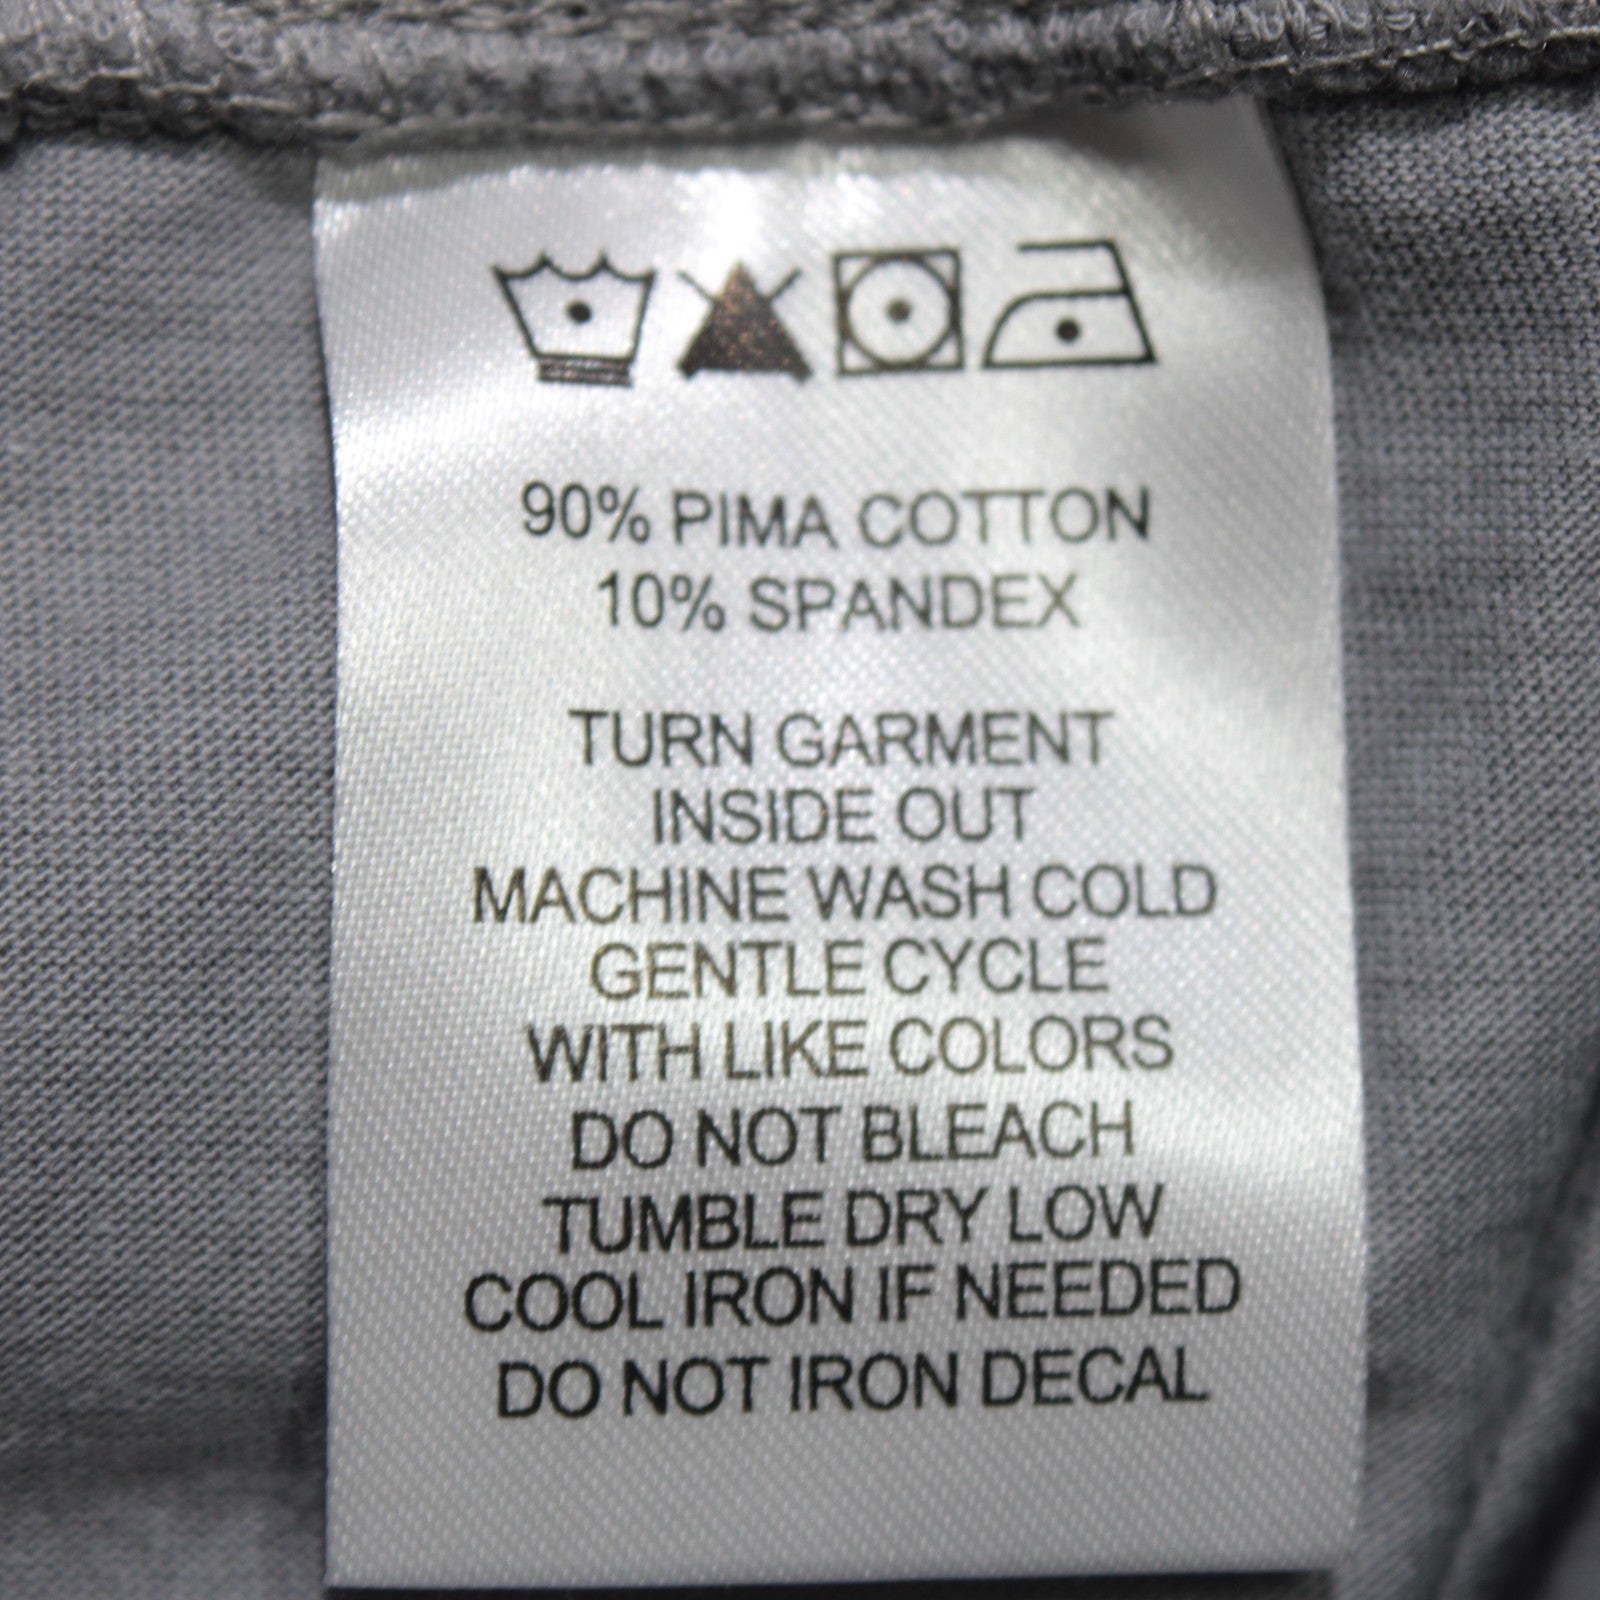 90% PIMA COTTON
10% SPANDEX
TURN GARMENT
INSIDE OUT
MACHINE WASH COLD
GENTLE CYCLE
WITH LIKE COLORS
DO NOT BLEACH
TUMBLE DRY LOW
COOL IRON IF NEEDED
DO NOT IRON DECAL